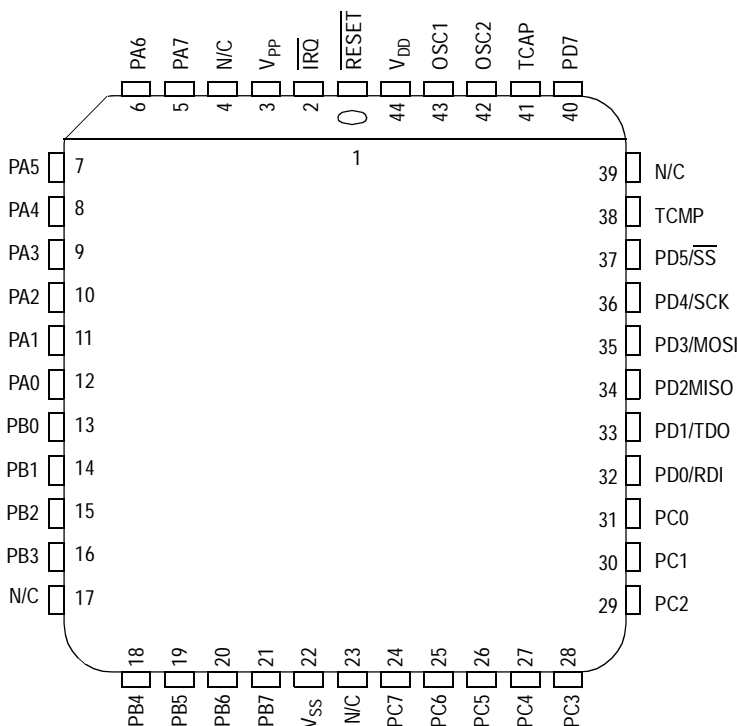 PA6 PA7 N/C VPP IRQ RESET VDD OSC1 OSC2 TCAP PD7
6 5 4 3 2 44 43 42 41 40
1
PA5 7 39 N/C
PA4 8 38 TCMP
PA3 9 37 PD5/SS
PA2 10 36 PD4/SCK
PA1 11 35 PD3/MOSI
PA0 12 34 PD2MISO
PB0 13 33 PD1/TDO
PB1 14 32 PD0/RDI
PB2 15 31 PC0
PB3 16 30 PC1
N/C 17 29 PC2
18 19 20 21 22 23 24 25 26 27 28
PB4 PB5 PB6 PB7 VSS N/C PC7 PC6 PC5 PC4 PC3